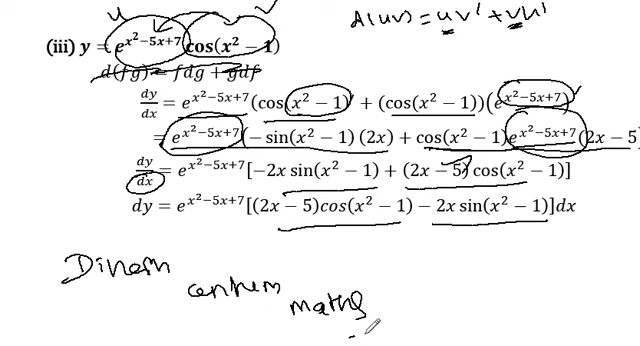 u v
d(uv) = uv' + vu'
(iii) y = e^{x²−5x+7} cos(x² − 1)
d(fg) = fdg + gdf
dy/dx = e^{x²−5x+7}(cos(x² − 1))' + (cos(x² − 1))(e^{x²−5x+7})'
= e^{x²−5x+7}(− sin(x² − 1) (2x) + cos(x² − 1)e^{x²−5x+7}(2x − 5)
dy/dx = e^{x²−5x+7}[−2x sin(x² − 1) + (2x − 5) cos(x² − 1)]
dy = e^{x²−5x+7}[(2x − 5)cos(x² − 1) − 2x sin(x² − 1)]dx
centum
maths